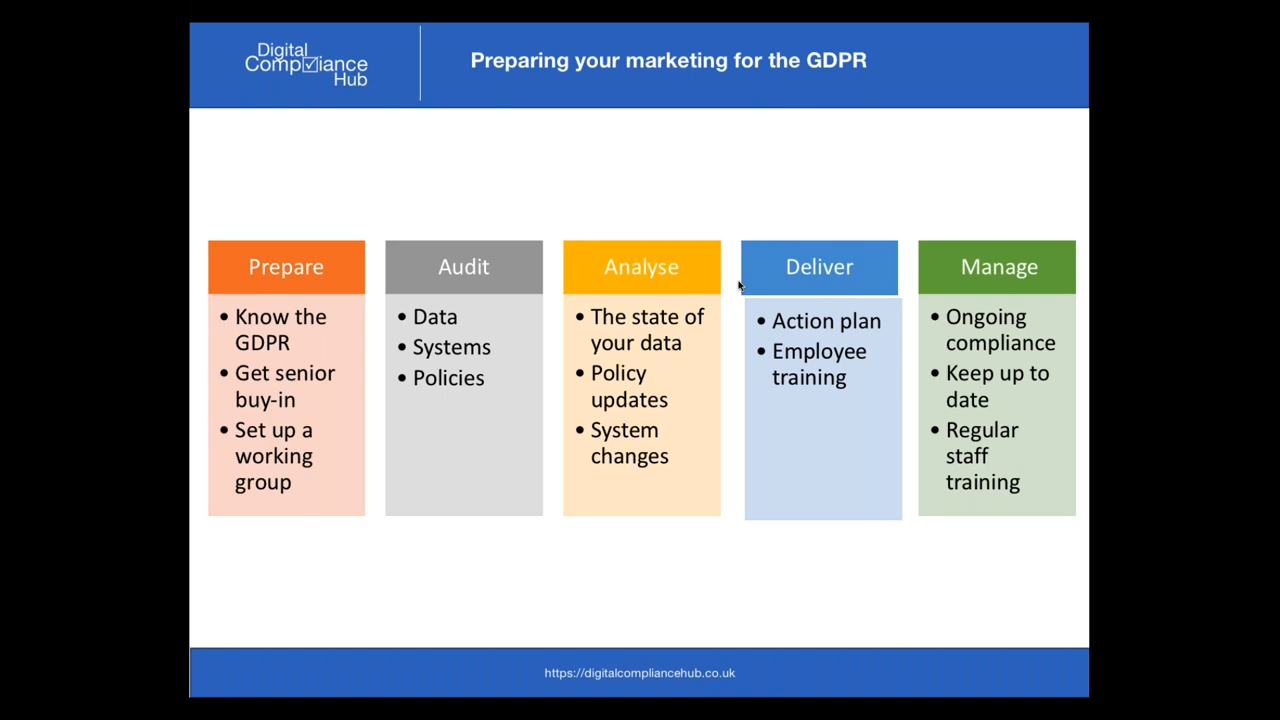 Digital
Compliance
Hub
Preparing your marketing for the GDPR
Prepare
• Know the
GDPR
• Get senior
buy-in
• Set up a
working
group
Audit
• Data
• Systems
• Policies
Analyse
• The state of
your data
• Policy
updates
• System
changes
Deliver
• Action plan
• Employee
training
Manage
• Ongoing
compliance
• Keep up to
date
• Regular
staff
training
https://digitalcompliancehub.co.uk